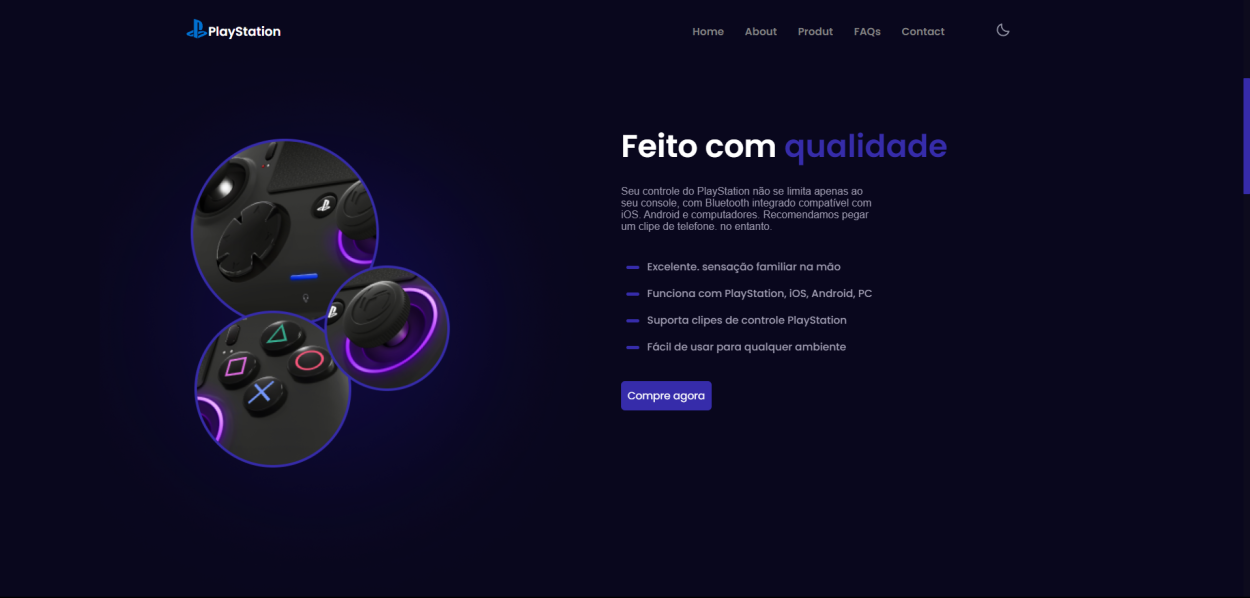 PlayStation
Home About Produt FAQs Contact
Feito com qualidade
Seu controle do PlayStation não se limita apenas ao
seu console, com Bluetooth integrado compatível com
iOS. Android e computadores. Recomendamos pegar
um clipe de telefone. no entanto.
Excelente. sensação familiar na mão
Funciona com PlayStation, iOS, Android, PC
Suporta clipes de controle PlayStation
Fácil de usar para qualquer ambiente
Compre agora